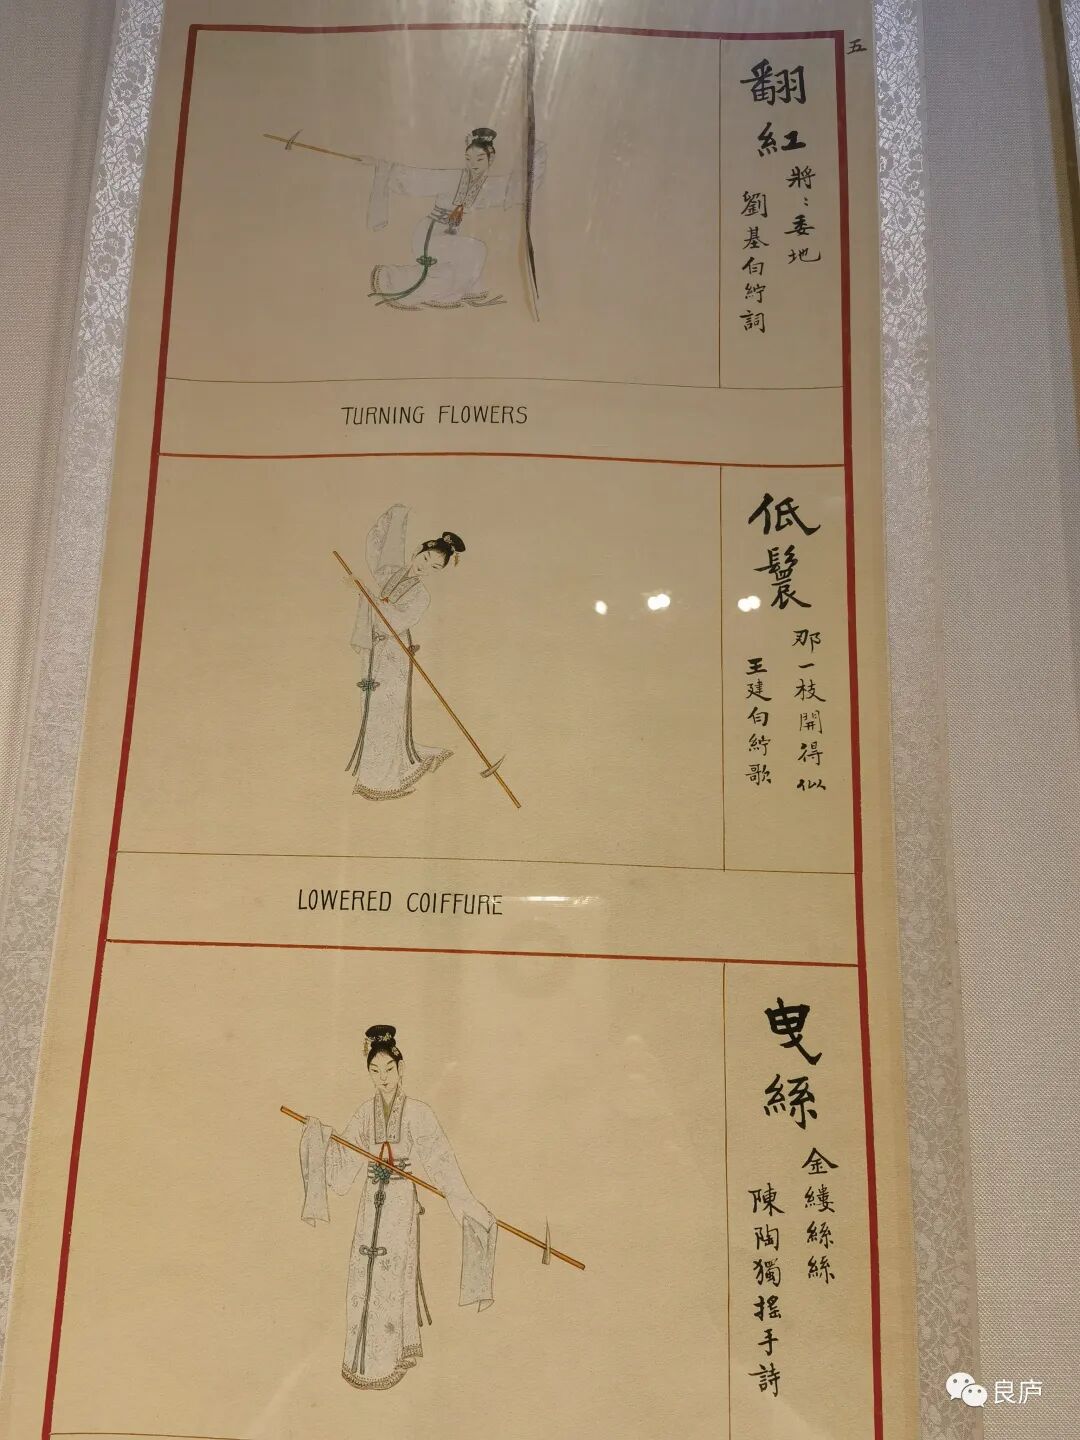 五
翻紅
將：委地
劉基白紵詞
TURNING FLOWERS
低鬟
那一枝開得似
王建白紵歌
LOWERED COIFFURE
曳絲
金縷絲絲
陳陶獨搖手詩
良庐